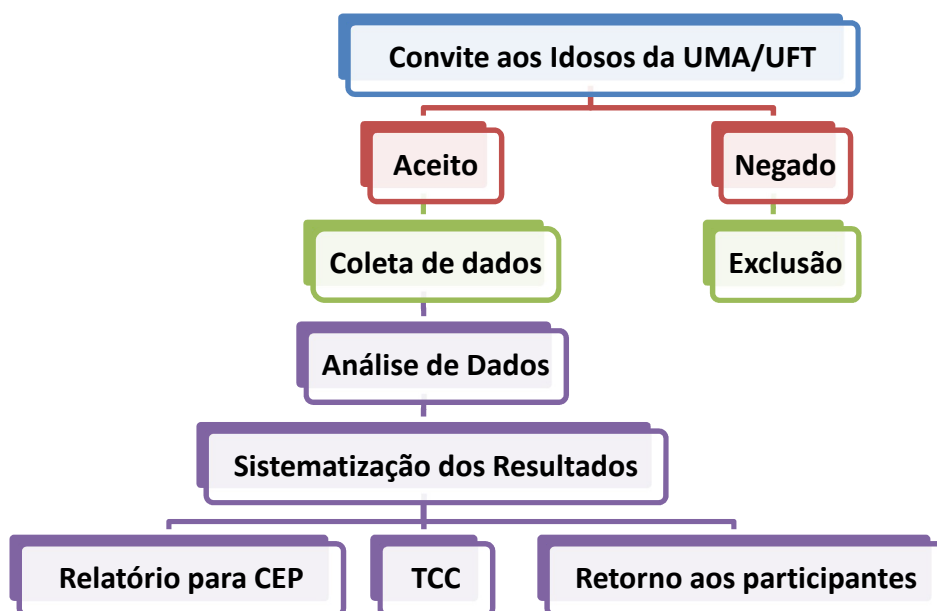 Convite aos Idosos da UMA/UFT
Aceito
Negado
Coleta de dados
Exclusão
Análise de Dados
Sistematização dos Resultados
Relatório para CEP
TCC
Retorno aos participantes